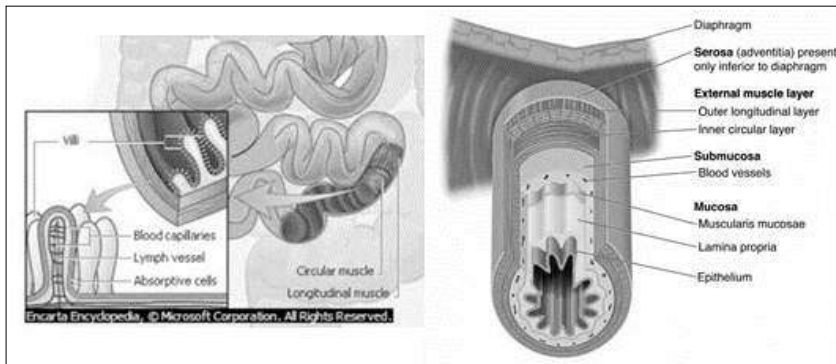 Villi
Blood capillaries
Lymph vessel
Absorptive cells
Circular muscle
Longitudinal muscle
Encarta Encyclopedia, © Microsoft Corporation. All Rights Reserved.
Diaphragm
Serosa (adventitia) present
only inferior to diaphragm
External muscle layer
Outer longitudinal layer
Inner circular layer
Submucosa
Blood vessels
Mucosa
Muscularis mucosae
Lamina propria
Epithelium